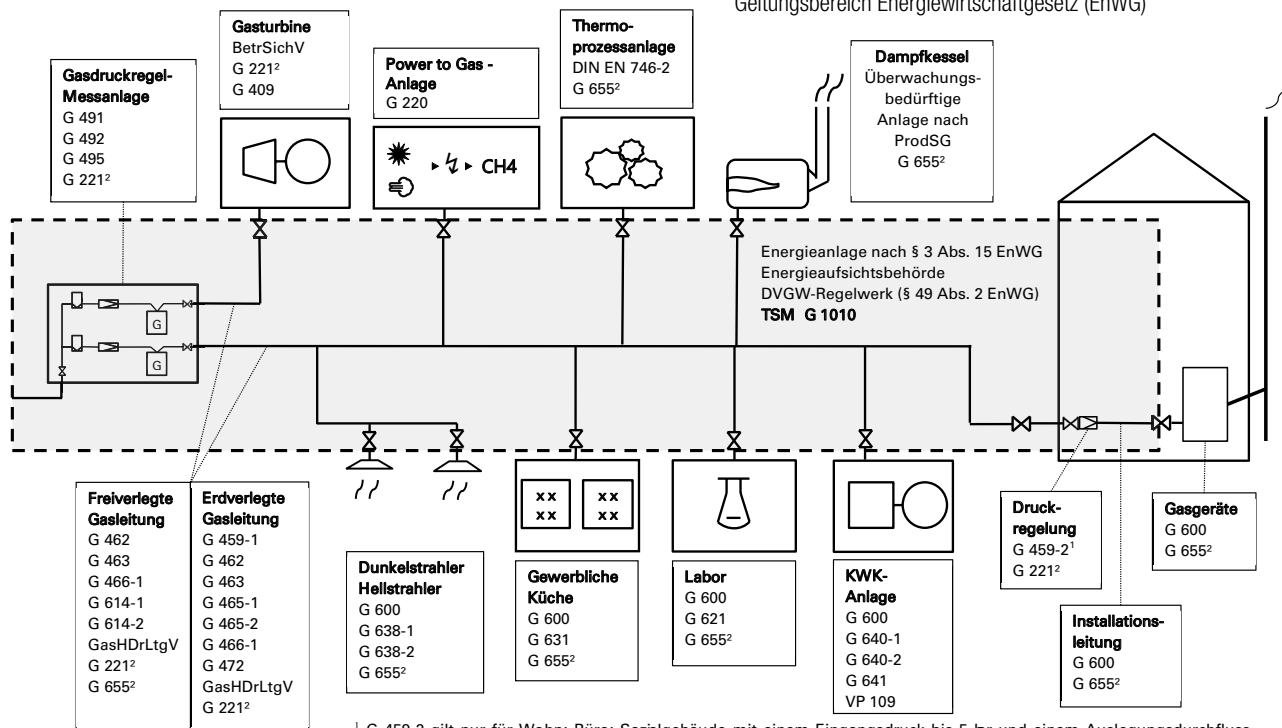 Geltungsbereich Energiewirtschaftgesetz (EnWG)
Gasdruckregel-
Messanlage
G 491
G 492
G 495
G 221²
Gasturbine
BetrSichV
G 221²
G 409
Power to Gas -
Anlage
G 220
CH4
Thermo-
prozessanlage
DIN EN 746-2
G 655²
Dampfkessel
Überwachungs-
bedürftige
Anlage nach
ProdSG
G 655²
Energieanlage nach § 3 Abs. 15 EnWG
Energieaufsichtsbehörde
DVGW-Regelwerk (§ 49 Abs. 2 EnWG)
TSM G 1010
G
G
xx
xx
xx
xx
Freiverlegte
Gasleitung
G 462
G 463
G 466-1
G 614-1
G 614-2
GasHDrLtgV
G 221²
G 655²
Erdverlegte
Gasleitung
G 459-1
G 462
G 463
G 465-1
G 465-2
G 466-1
G 472
GasHDrLtgV
G 221²
Dunkelstrahler
Hellstrahler
G 600
G 638-1
G 638-2
G 655²
Gewerbliche
Küche
G 600
G 631
G 655²
Labor
G 600
G 621
G 655²
KWK-
Anlage
G 600
G 640-1
G 640-2
G 641
VP 109
Druck-
regelung
G 459-2¹
G 221²
Installations-
leitung
G 600
G 655²
Gasgeräte
G 600
G 655²